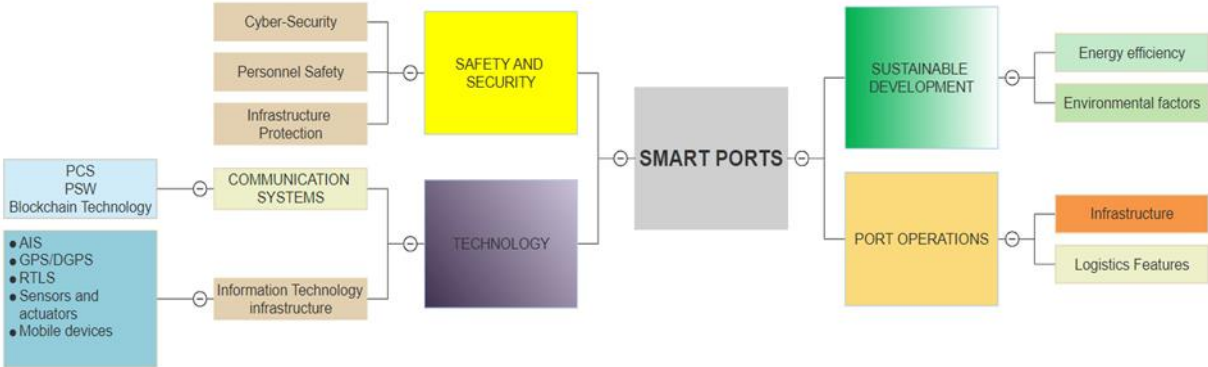 Cyber-Security
Personnel Safety
Infrastructure
Protection
SAFETY AND
SECURITY
PCS
PSW
Blockchain Technology
COMMUNICATION
SYSTEMS
● AIS
● GPS/DGPS
● RTLS
● Sensors and
actuators
● Mobile devices
Information Technology
infrastructure
TECHNOLOGY
SMART PORTS
SUSTAINABLE
DEVELOPMENT
Energy efficiency
Environmental factors
PORT OPERATIONS
Infrastructure
Logistics Features